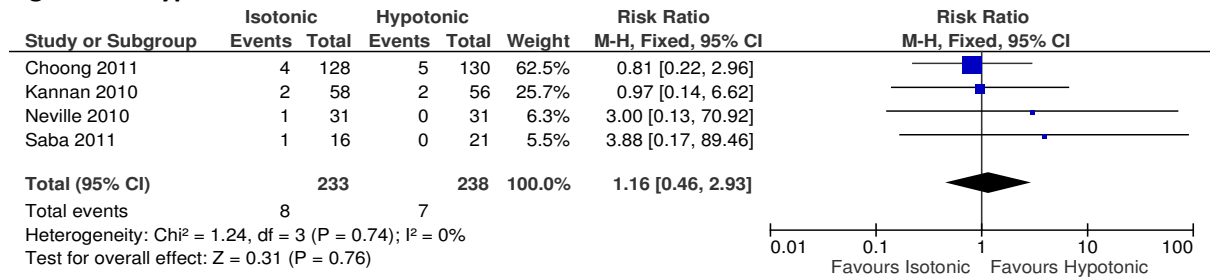 Isotonic Hypotonic Risk Ratio Risk Ratio
Study or Subgroup Events Total Events Total Weight M-H, Fixed, 95% CI M-H, Fixed, 95% CI
Choong 2011 4 128 5 130 62.5% 0.81 [0.22, 2.96]
Kannan 2010 2 58 2 56 25.7% 0.97 [0.14, 6.62]
Neville 2010 1 31 0 31 6.3% 3.00 [0.13, 70.92]
Saba 2011 1 16 0 21 5.5% 3.88 [0.17, 89.46]
Total (95% CI) 233 238 100.0% 1.16 [0.46, 2.93]
Total events 8 7
Heterogeneity: Chi² = 1.24, df = 3 (P = 0.74); I² = 0%
Test for overall effect: Z = 0.31 (P = 0.76)
0.01 0.1 1 10 100
Favours Isotonic Favours Hypotonic